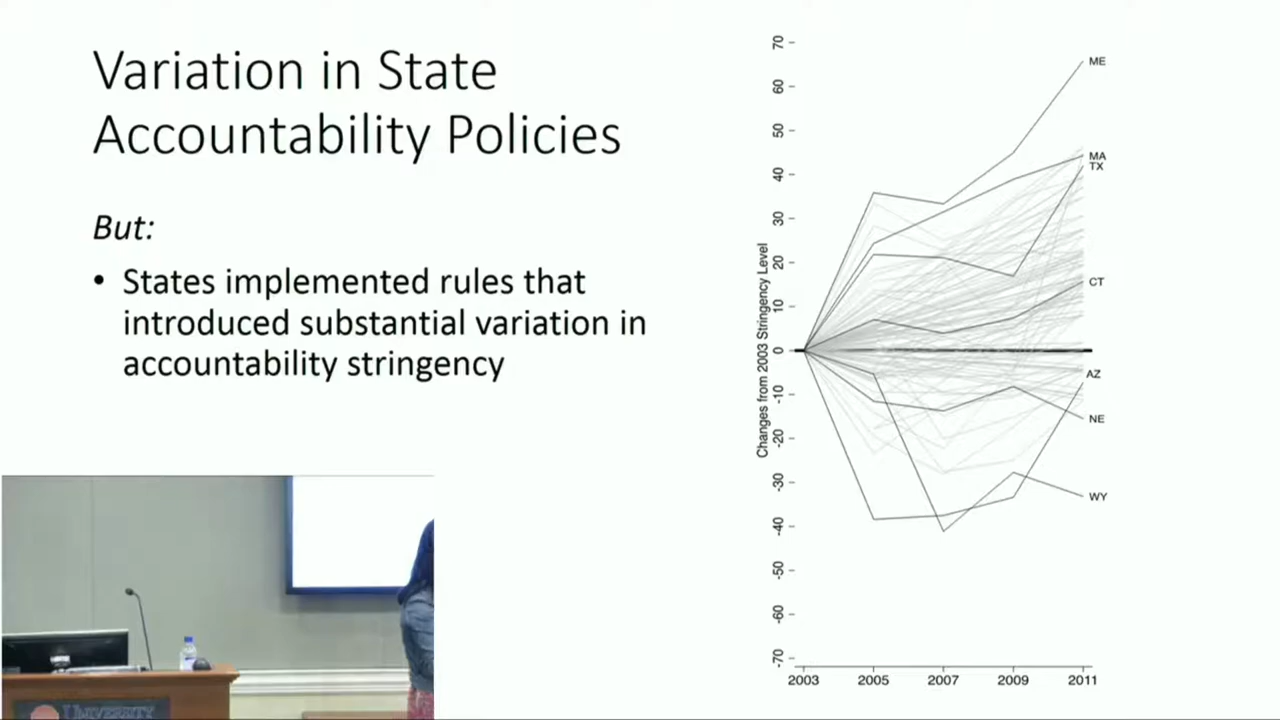 Variation in State
Accountability Policies
But:
• States implemented rules that
introduced substantial variation in
accountability stringency
Changes from 2003 Stringency Level
70
60
50
40
30
20
10
0
-10
-20
-30
-40
-50
-60
-70
2003 2005 2007 2009 2011
ME
MA
TX
CT
AZ
NE
WY
UNIVERSITY